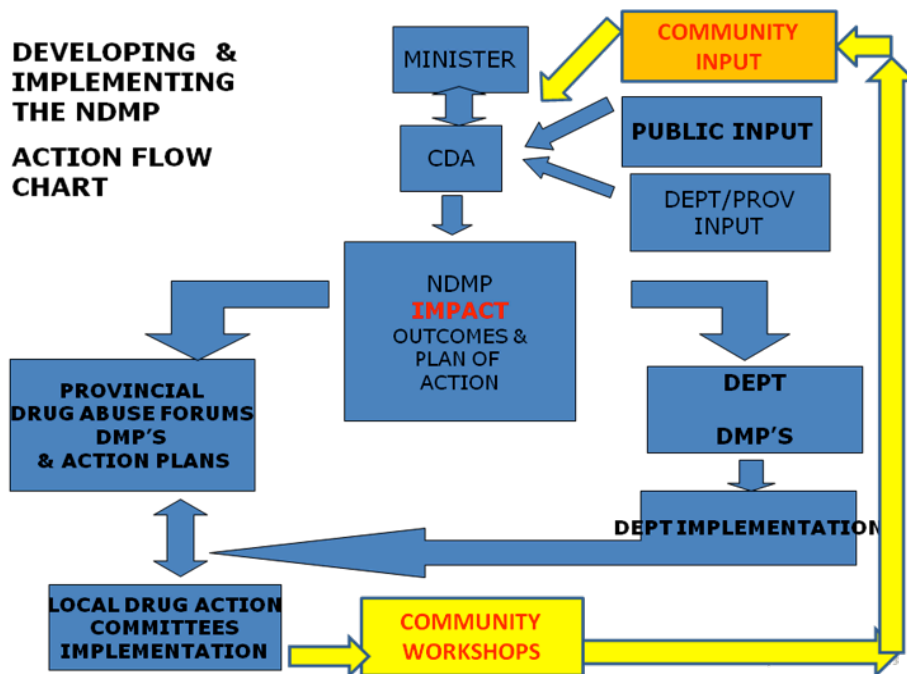 DEVELOPING &
IMPLEMENTING
THE NDMP
ACTION FLOW
CHART
MINISTER
CDA
COMMUNITY
INPUT
PUBLIC INPUT
DEPT/PROV
INPUT
NDMP
IMPACT
OUTCOMES &
PLAN OF
ACTION
PROVINCIAL
DRUG ABUSE FORUMS
DMP'S
& ACTION PLANS
DEPT
DMP'S
DEPT IMPLEMENTATION
LOCAL DRUG ACTION
COMMITTEES
IMPLEMENTATION
COMMUNITY
WORKSHOPS